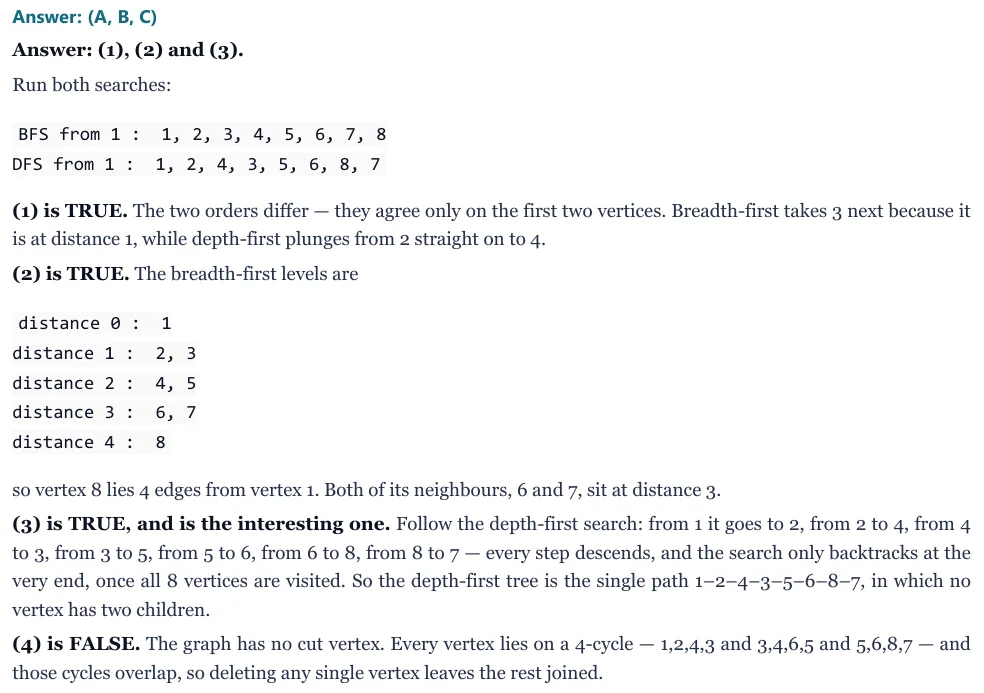 Answer: (A, B, C)
Answer: (1), (2) and (3).
Run both searches:
BFS from 1 :  1, 2, 3, 4, 5, 6, 7, 8
DFS from 1 :  1, 2, 4, 3, 5, 6, 8, 7
(1) is TRUE. The two orders differ — they agree only on the first two vertices. Breadth-first takes 3 next because it
is at distance 1, while depth-first plunges from 2 straight on to 4.
(2) is TRUE. The breadth-first levels are
distance 0 :  1
distance 1 :  2, 3
distance 2 :  4, 5
distance 3 :  6, 7
distance 4 :  8
so vertex 8 lies 4 edges from vertex 1. Both of its neighbours, 6 and 7, sit at distance 3.
(3) is TRUE, and is the interesting one. Follow the depth-first search: from 1 it goes to 2, from 2 to 4, from 4
to 3, from 3 to 5, from 5 to 6, from 6 to 8, from 8 to 7 — every step descends, and the search only backtracks at the
very end, once all 8 vertices are visited. So the depth-first tree is the single path 1–2–4–3–5–6–8–7, in which no
vertex has two children.
(4) is FALSE. The graph has no cut vertex. Every vertex lies on a 4-cycle — 1,2,4,3 and 3,4,6,5 and 5,6,8,7 — and
those cycles overlap, so deleting any single vertex leaves the rest joined.